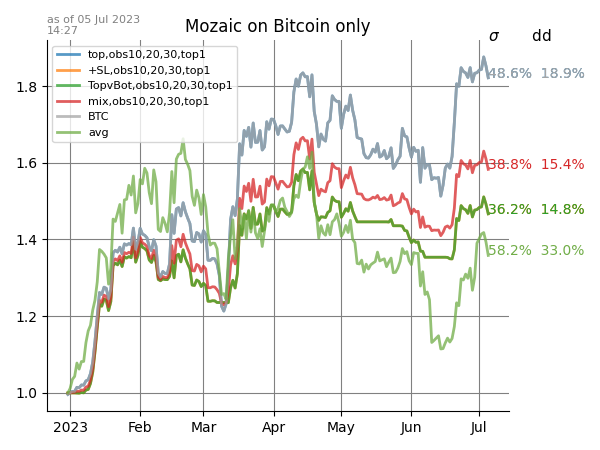 as of 05 Jul 2023
14:27
Mozaic on Bitcoin only
σ dd
top,obs10,20,30,top1
+SL,obs10,20,30,top1
TopvBot,obs10,20,30,top1
mix,obs10,20,30,top1
BTC
avg
1.8
1.6
1.4
1.2
1.0
48.6% 18.9%
38.8% 15.4%
36.2% 14.8%
58.2% 33.0%
2023 Feb Mar Apr May Jun Jul